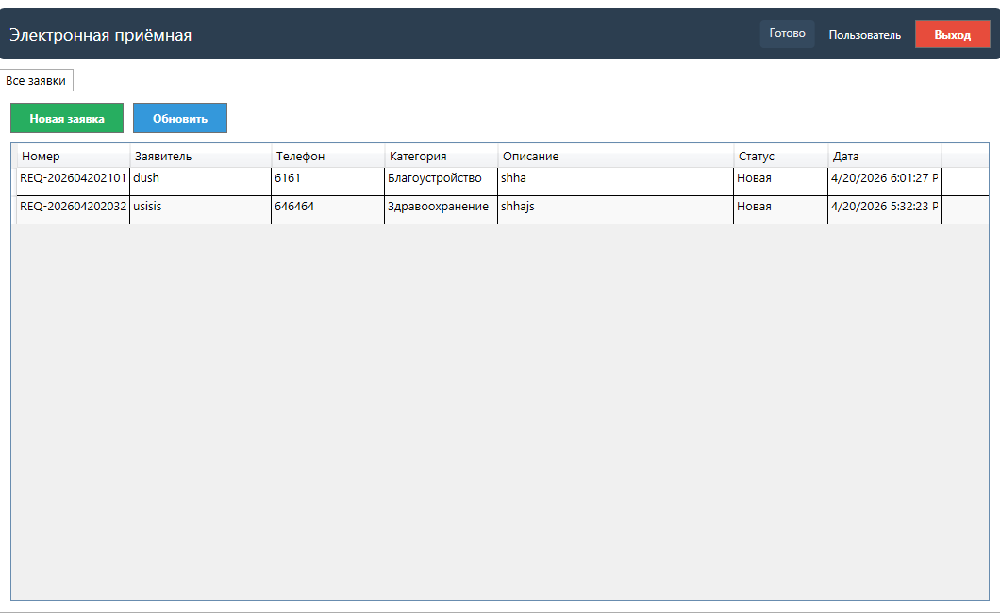 Электронная приёмная Готово Пользователь Выход
Все заявки
Новая заявка Обновить
Номер Заявитель Телефон Категория Описание Статус Дата
REQ-202604202101 dush 6161 Благоустройство shha Новая 4/20/2026 6:01:27 P
REQ-202604202032 usisis 646464 Здравоохранение shhajs Новая 4/20/2026 5:32:23 P